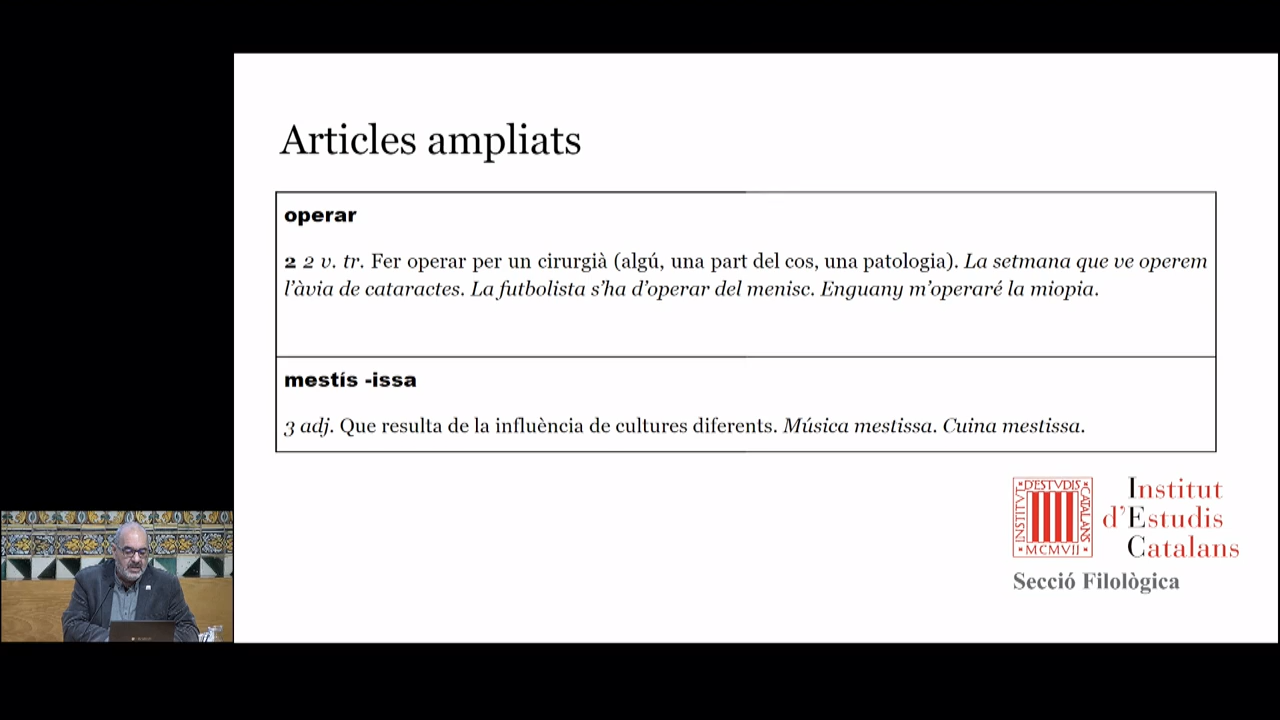 Articles ampliats
operar
2 2 v. tr. Fer operar per un cirurgià (algú, una part del cos, una patologia). La setmana que ve operem
l’àvia de cataractes. La futbolista s’ha d’operar del menisc. Enguany m’operaré la miopia.
mestís -issa
3 adj. Que resulta de la influència de cultures diferents. Música mestissa. Cuina mestissa.
INSTITVT D'ESTVDIS CATALANS
MCMVII
Institut
d’Estudis
Catalans
Secció Filològica